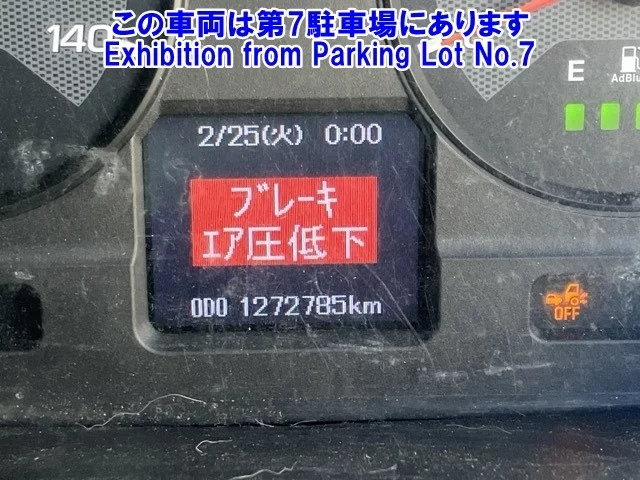 この車両は第7駐車場にあります
Exhibition from Parking Lot No.7
140
E
AdBlu
2/25(火) 0:00
ブレーキ
エア圧低下
ODO 1272785km
OFF